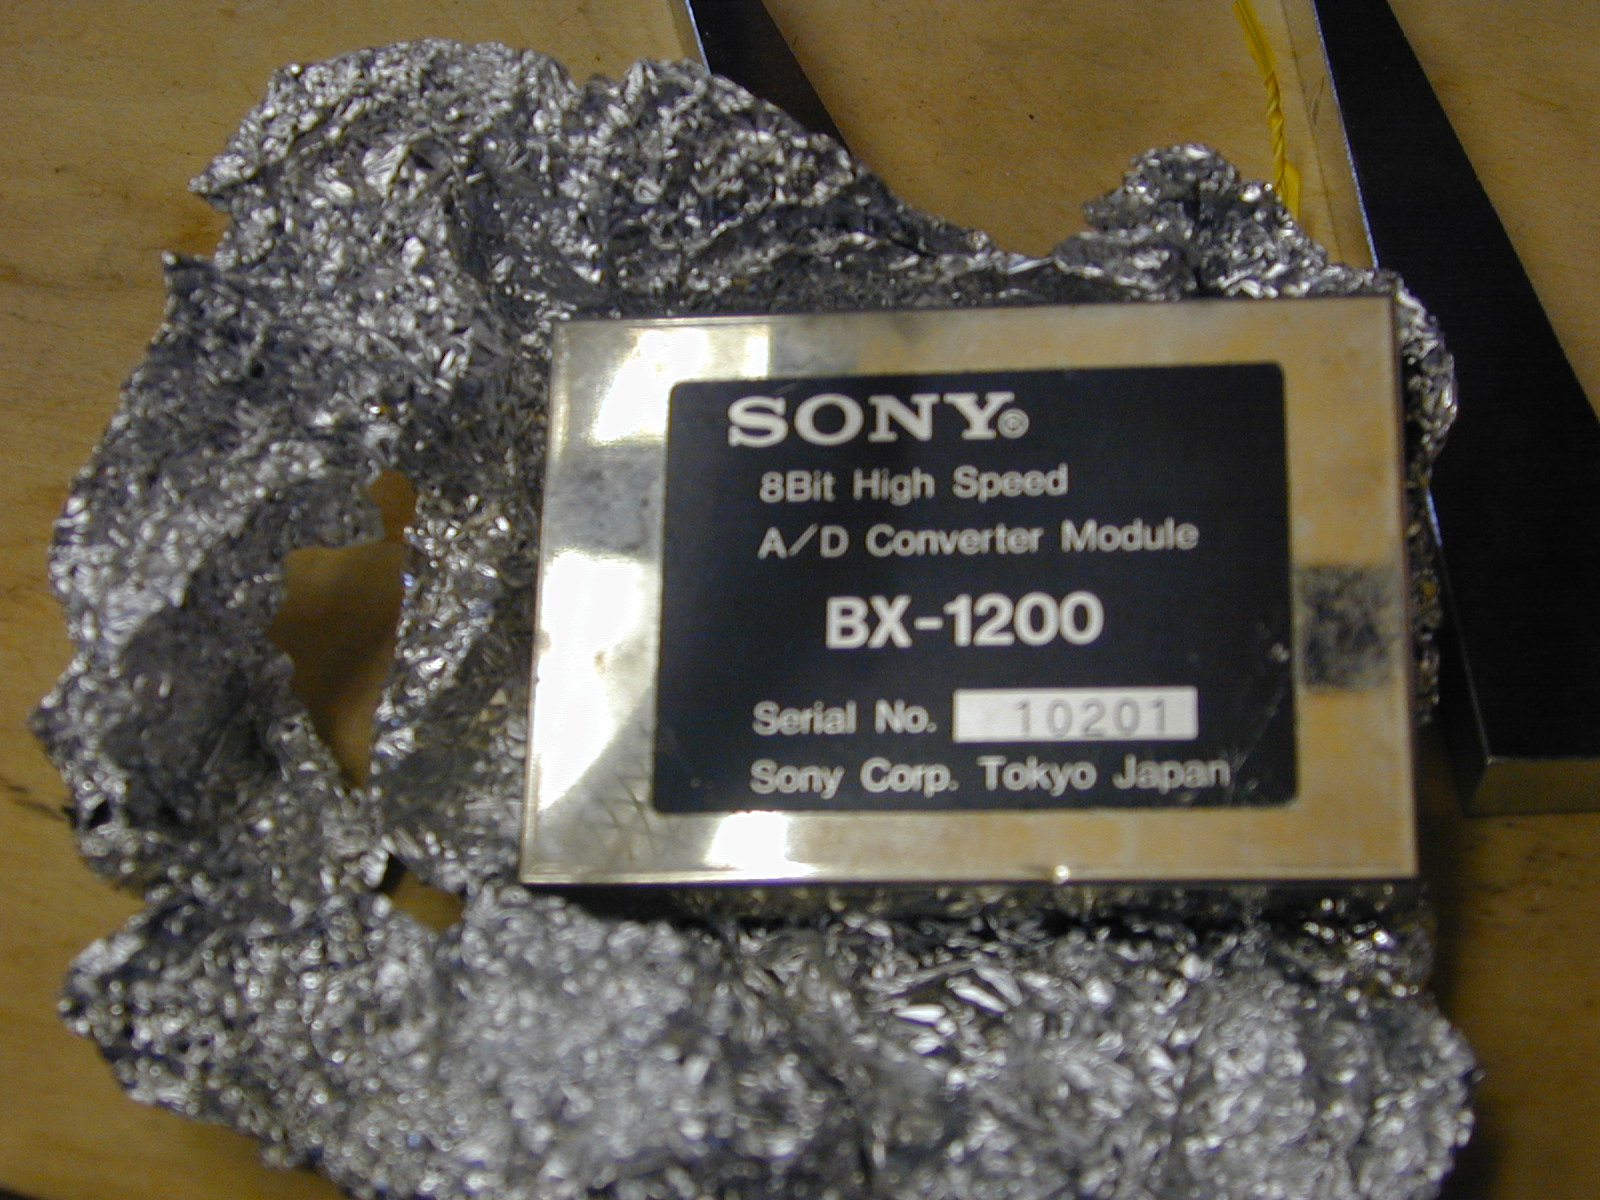 SONY®
8Bit High Speed
A/D Converter Module
BX-1200
Serial No. 10201
Sony Corp. Tokyo Japan